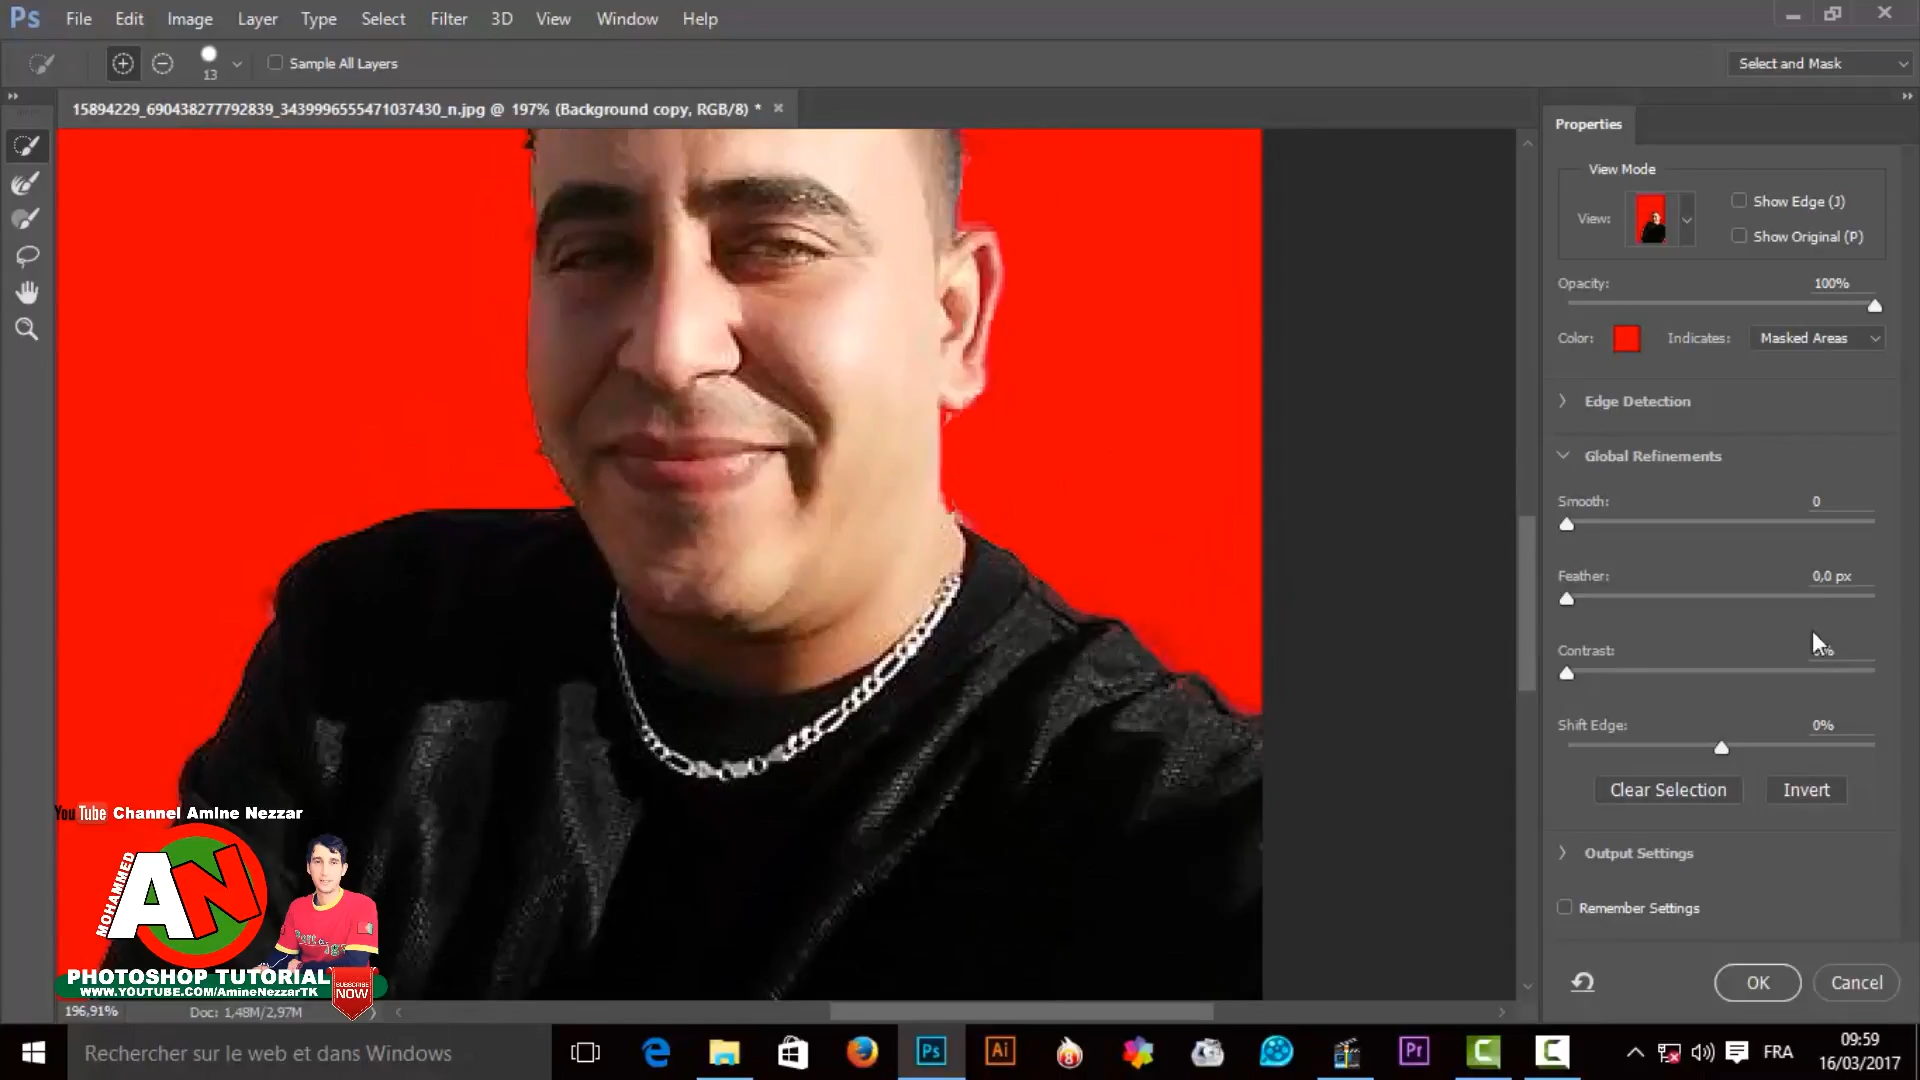 Ps File Edit Image Layer Type Select Filter 3D View Window Help
13 Sample All Layers Select and Mask
15894229_690438277792839_3439996555471037430_n.jpg @ 197% (Background copy, RGB/8) *
Properties
View Mode
View: Show Edge (J)
Show Original (P)
Opacity: 100%
Color: Indicates: Masked Areas
Edge Detection
Global Refinements
Smooth: 0
Feather: 0,0 px
Contrast: %
Shift Edge: 0%
Clear Selection Invert
Output Settings
Remember Settings
OK Cancel
You Tube Channel Amine Nezzar
MOHAMMED
AN
PHOTOSHOP TUTORIAL
WWW.YOUTUBE.COM/AmineNezzarTK
SUBSCRIBE
NOW
196,91% Doc: 1,48M/2,97M
Rechercher sur le web et dans Windows
Ps Ai 8 Pr C C
FRA
09:59
16/03/2017